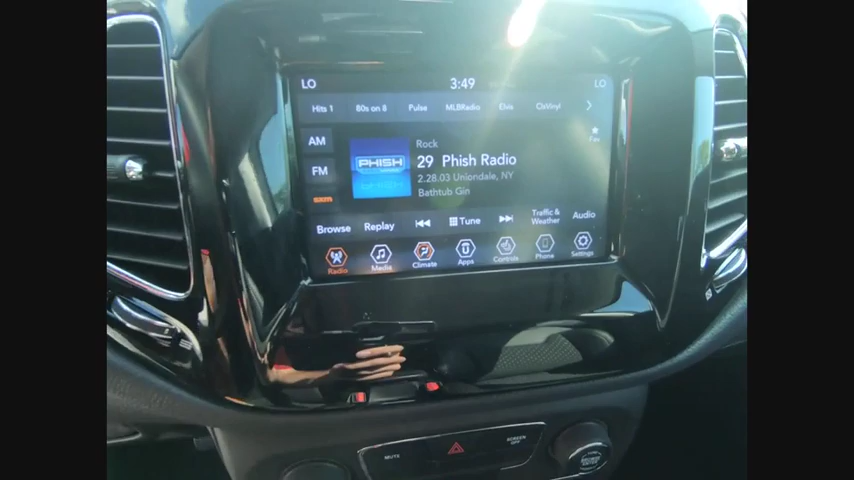 LO 3:49 LO
Hits 1 80s on 8 Pulse MLBRadio Elvis ClsVinyl
Fav
AM
FM
sxm
PHISH
Rock
29 Phish Radio
2.28.03 Uniondale, NY
Bathtub Gin
Browse Replay Tune Traffic & Weather Audio
Radio Media Climate Apps Controls Phone Settings
MUTE
SCREEN OFF